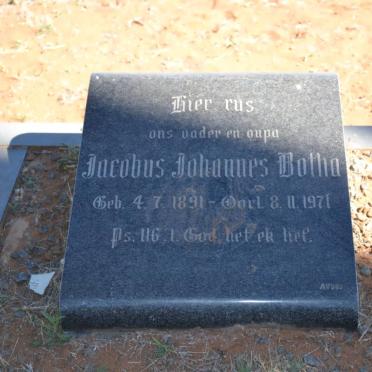 Hier rus
ons vader en oupa
Jacobus Johannes Botha
Geb. 4.7.1891 - Oorl. 8.11.1971
Ps. 116.1. God het ek lief.